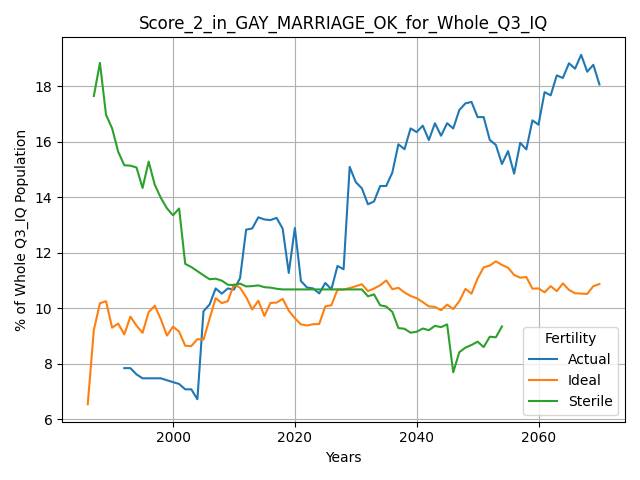 Score_2_in_GAY_MARRIAGE_OK_for_Whole_Q3_IQ
% of Whole Q3_IQ Population
18
16
14
12
10
8
6
2000 2020 2040 2060
Years
Fertility
Actual
Ideal
Sterile